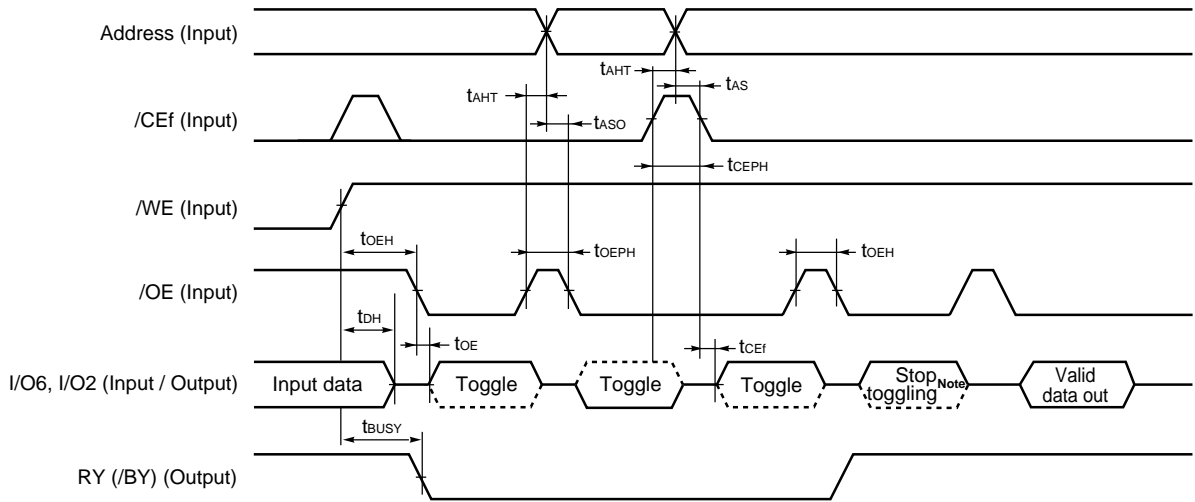 Address (Input)
tAHT
tAS
tAHT
/CEf (Input)
tASO
tCEPH
/WE (Input)
tOEH
tOEPH
tOEH
/OE (Input)
tDH
tOE
tCEf
I/O6, I/O2 (Input / Output)
Input data
Toggle
Toggle
Toggle
Stop Note
toggling
Valid
data out
tBUSY
RY (/BY) (Output)